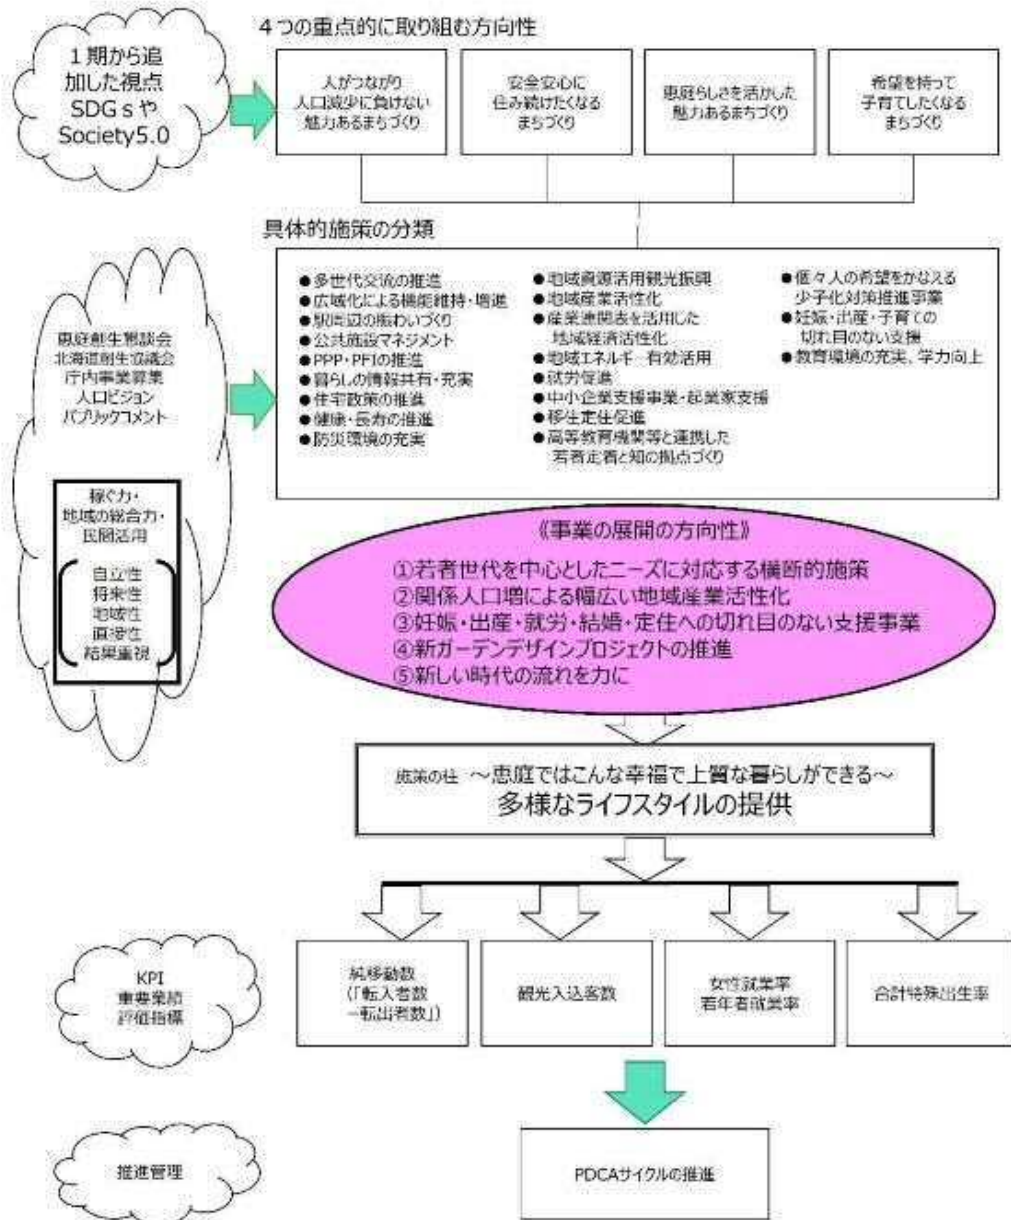 4つの重点的に取り組む方向性
1期から追
加した視点
SDGsや
Society5.0
人がつながり
人口減少に負けない
魅力あるまちづくり
安全安心に
住み続けたくなる
まちづくり
恵庭らしさを活かした
魅力あるまちづくり
希望を持って
子育てしたくなる
まちづくり
具体的施策の分類
恵庭創生懇談会
北海道創生協議会
庁内事業募集
人口ビジョン
パブリックコメント
稼ぐ力・
地域の総合力・
民間活用
自立性
将来性
地域性
直接性
結果重視
●多世代交流の推進
●広域化による機能維持・増進
●駅周辺の賑わいづくり
●公共施設マネジメント
●PPP・PFIの推進
●暮らしの情報共有・充実
●住宅政策の推進
●健康・長寿の推進
●防災環境の充実
●地域資源活用観光振興
●地域産業活性化
●産業連関表を活用した
地域経済活性化
●地域エネルギー有効活用
●就労促進
●中小企業支援事業・起業家支援
●移住定住促進
●高等教育機関等と連携した
若者定着と知の拠点づくり
●個々人の希望をかなえる
少子化対策推進事業
●妊娠・出産・子育ての
切れ目のない支援
●教育環境の充実、学力向上
《事業の展開の方向性》
①若者世代を中心としたニーズに対応する横断的施策
②関係人口増による幅広い地域産業活性化
③妊娠・出産・就労・結婚・定住への切れ目のない支援事業
④新ガーデンデザインプロジェクトの推進
⑤新しい時代の流れを力に
施策の柱 ～恵庭ではこんな幸福で上質な暮らしができる～
多様なライフスタイルの提供
KPI
重要業績
評価指標
純移動数
(「転入者数
－転出者数」)
観光入込客数
女性就業率
若年者就業率
合計特殊出生率
推進管理
PDCAサイクルの推進